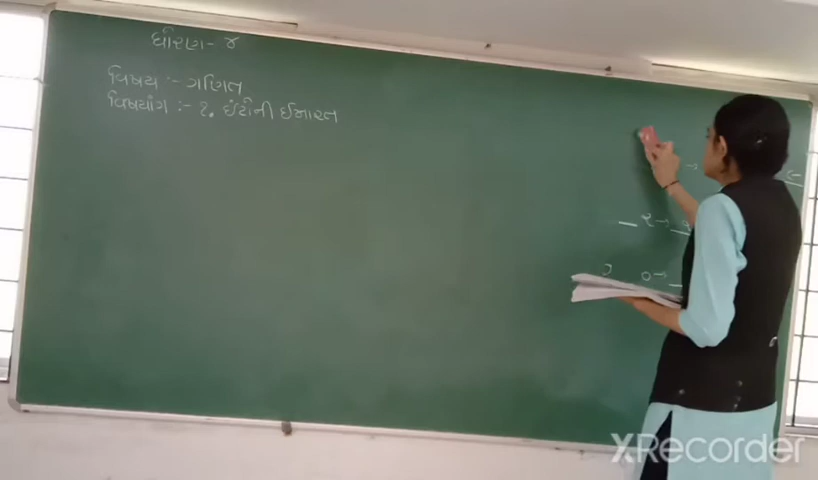 ધોરણ - ૪
વિષય :- ગણિત
વિષયાંગ :- ૧. ઈંટોની ઈમારત
XRecorder